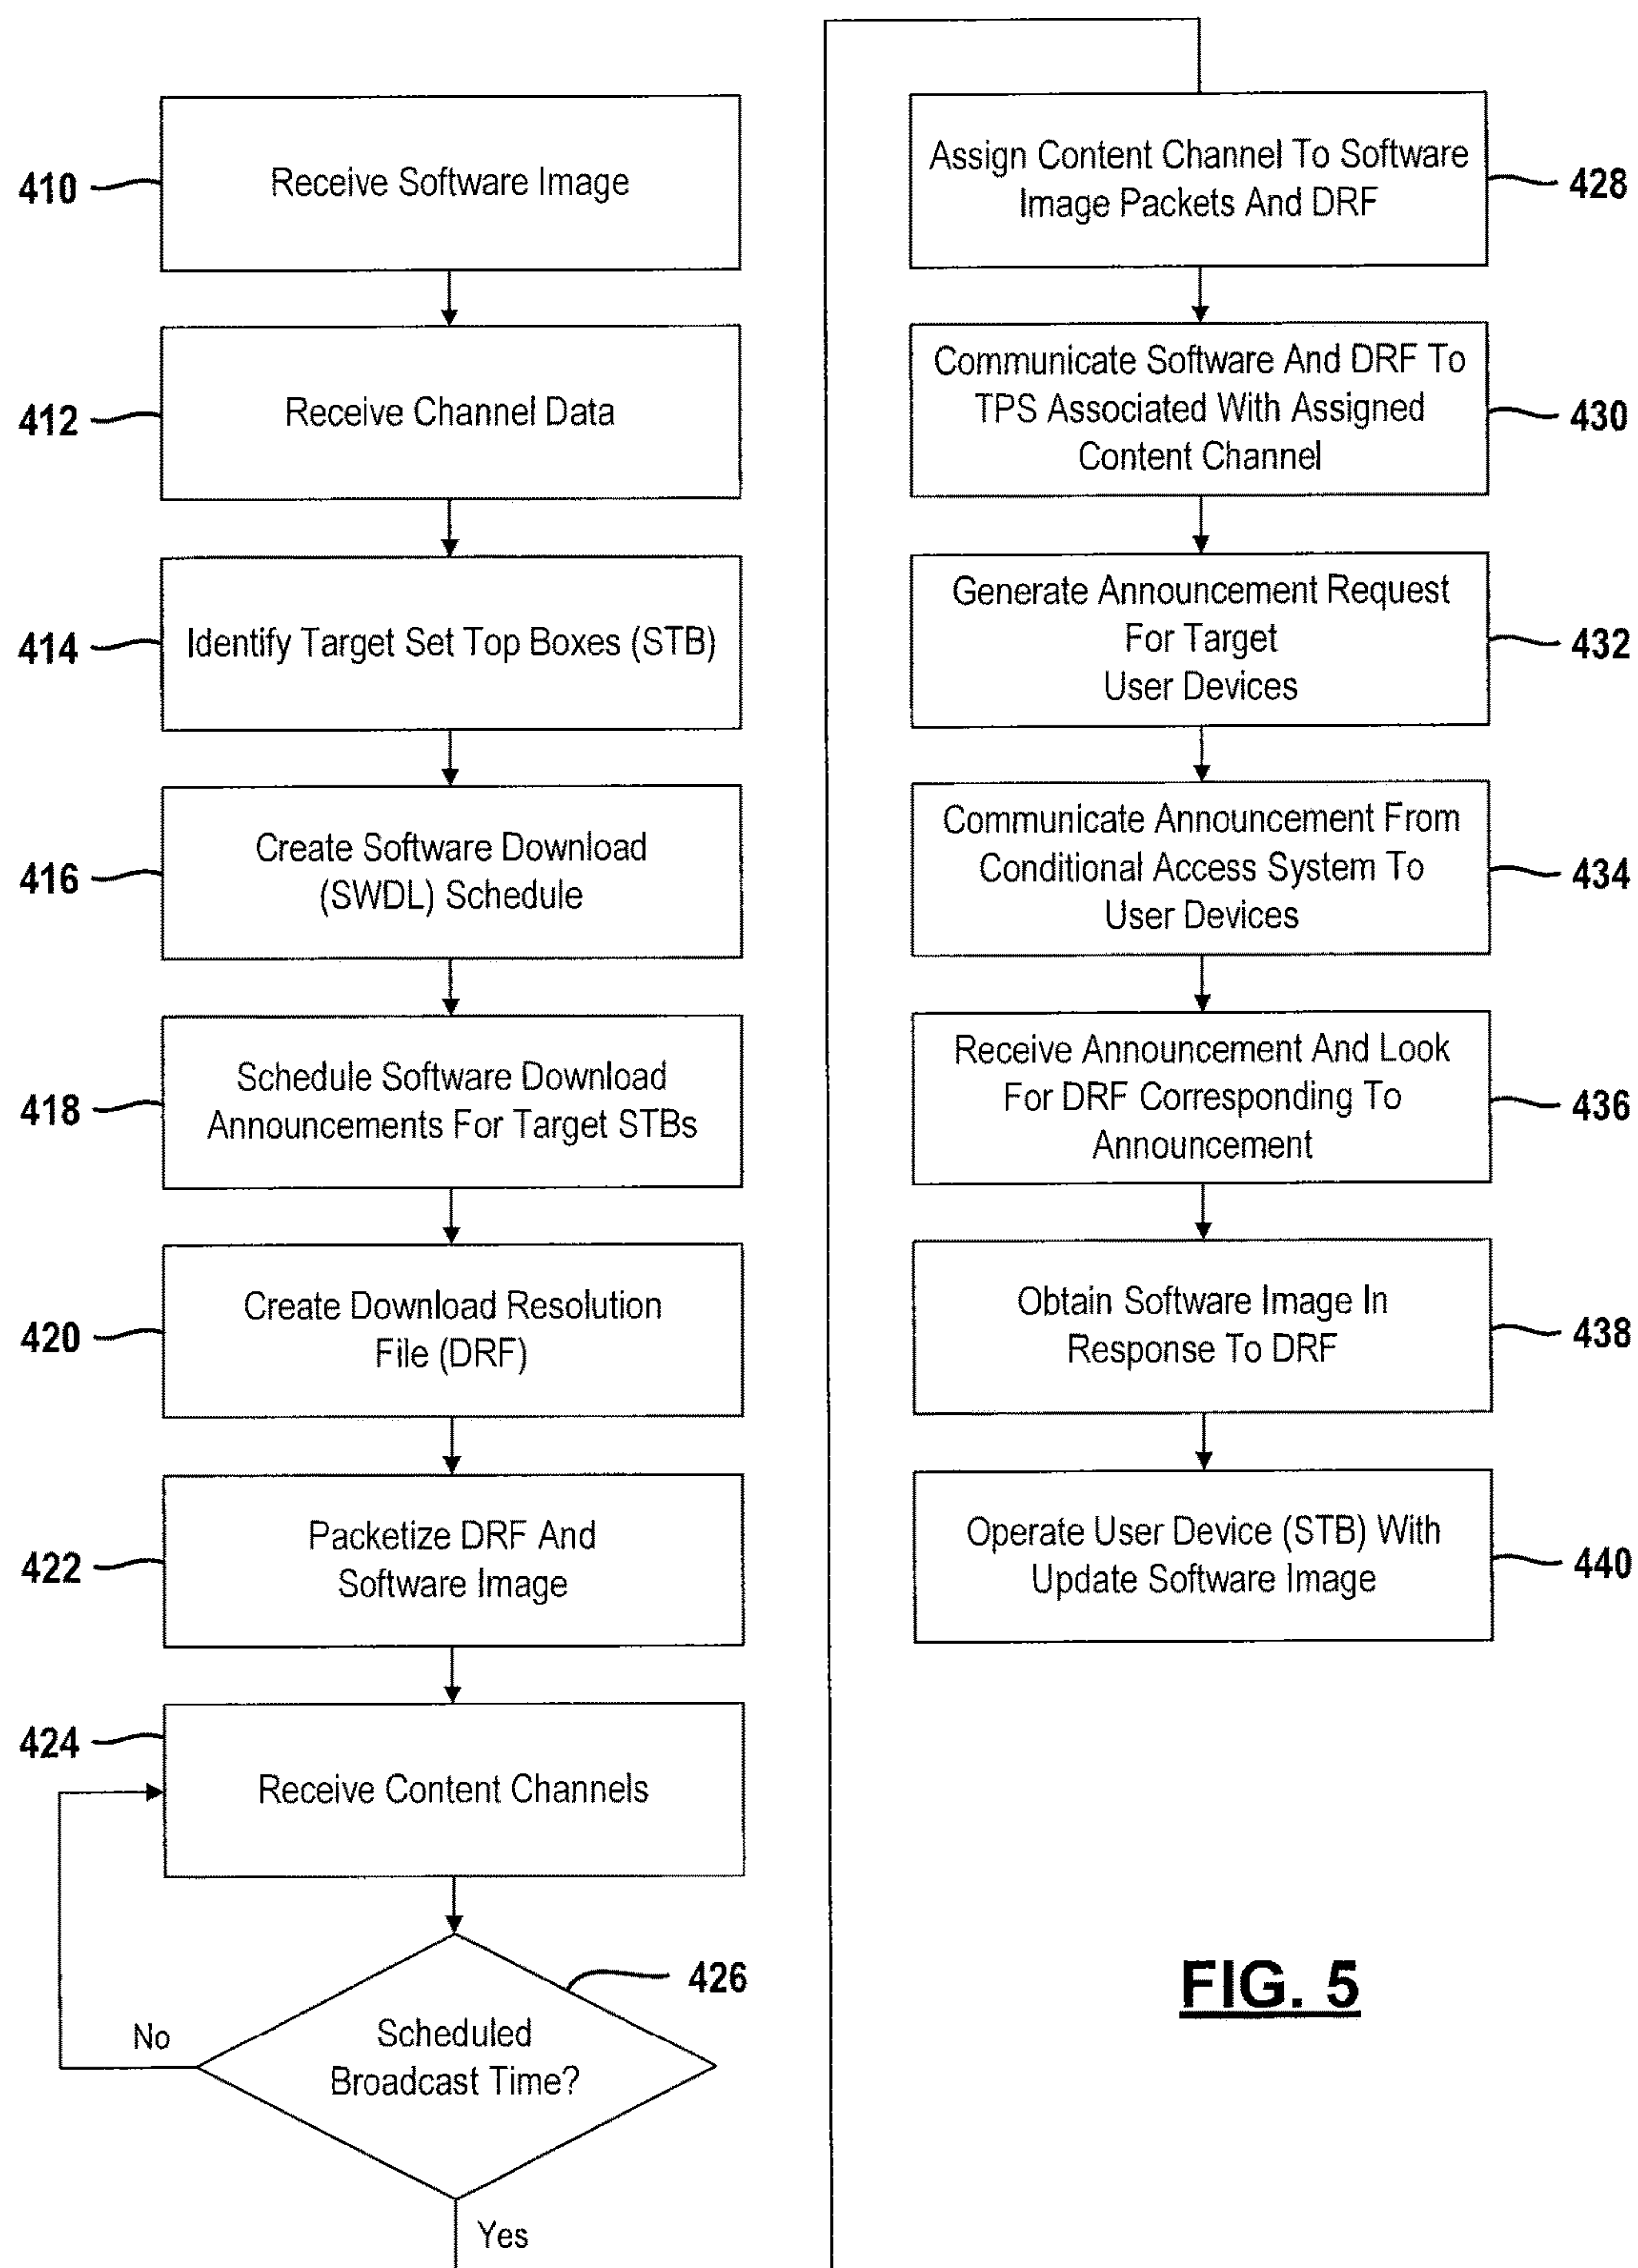 410
Receive Software Image
412
Receive Channel Data
414
Identify Target Set Top Boxes (STB)
416
Create Software Download
(SWDL) Schedule
418
Schedule Software Download
Announcements For Target STBs
420
Create Download Resolution
File (DRF)
422
Packetize DRF And
Software Image
424
Receive Content Channels
426
Scheduled
Broadcast Time?
No
Yes
Assign Content Channel To Software
Image Packets And DRF
428
Communicate Software And DRF To
TPS Associated With Assigned
Content Channel
430
Generate Announcement Request
For Target
User Devices
432
Communicate Announcement From
Conditional Access System To
User Devices
434
Receive Announcement And Look
For DRF Corresponding To
Announcement
436
Obtain Software Image In
Response To DRF
438
Operate User Device (STB) With
Update Software Image
440
FIG. 5